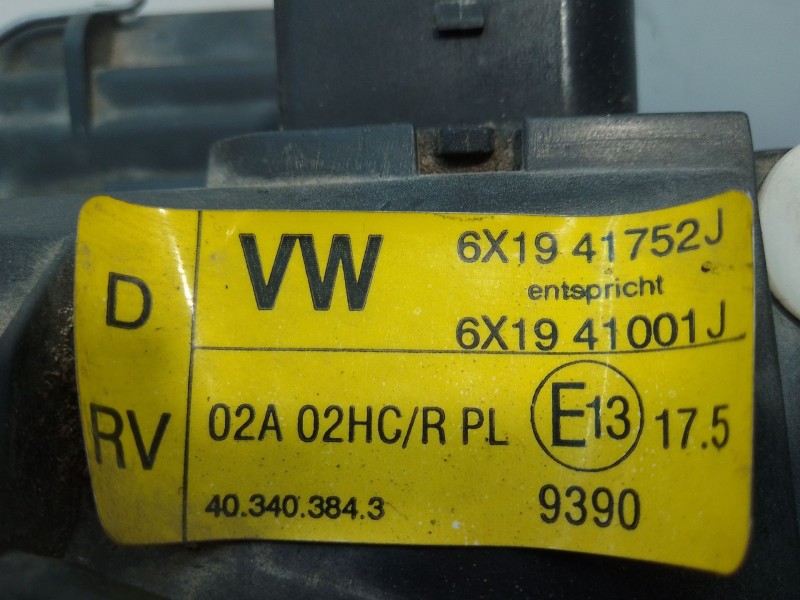 D
VW
6X19 41752J
entspricht
6X19 41001J
RV
02A 02HC/R PL
E13
17.5
40.340.384.3
9390